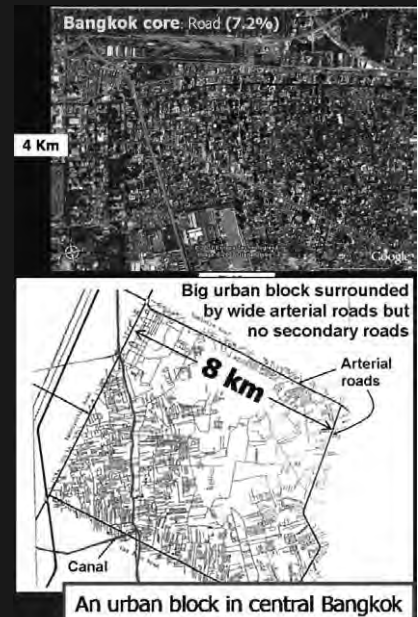 Bangkok core: Road (7.2%)
4 Km
Google
Big urban block surrounded
by wide arterial roads but
no secondary roads
Arterial
roads
8 km
Canal
An urban block in central Bangkok